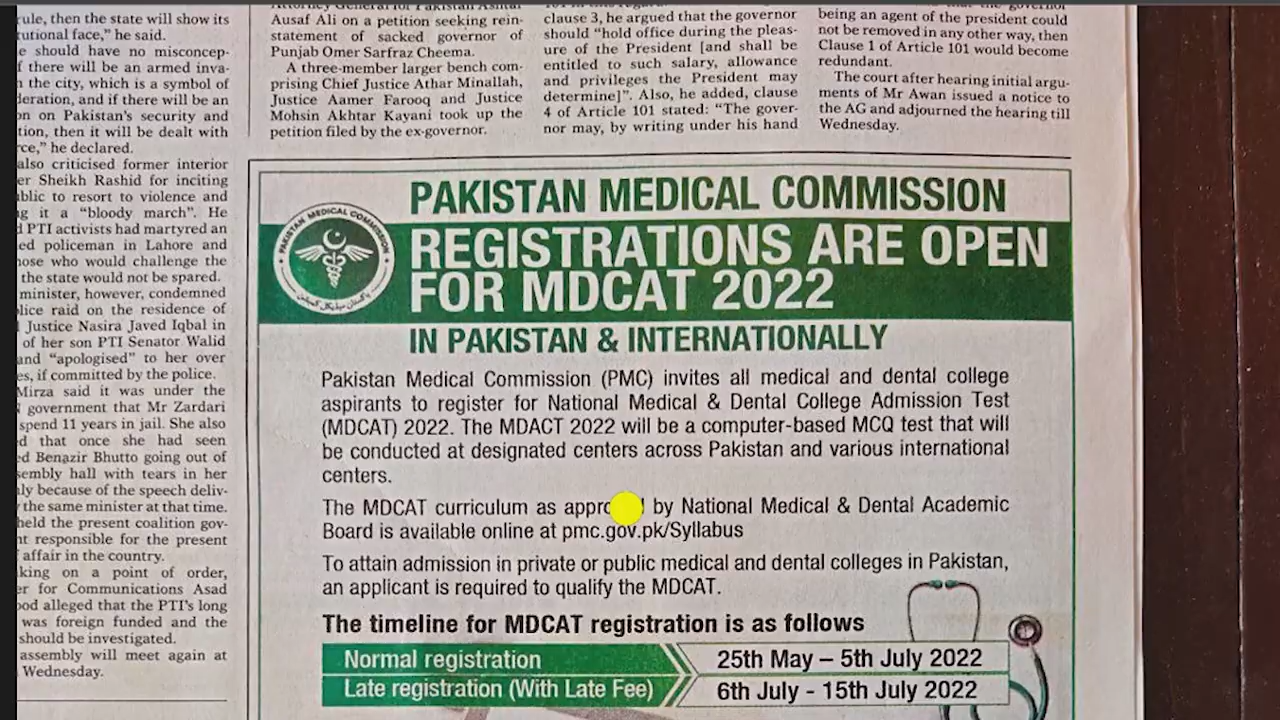 rule, then the state will show its
utional face,” he said.
e should have no misconcep-
f there will be an armed inva-
n the city, which is a symbol of
deration, and if there will be an
on on Pakistan's security and
tion, then it will be dealt with
rce,” he declared.
also criticised former interior
er Sheikh Rashid for inciting
ublic to resort to violence and
g it a “bloody march”. He
d PTI activists had martyred an
ed policeman in Lahore and
hose who would challenge the
the state would not be spared.
minister, however, condemned
lice raid on the residence of
Justice Nasira Javed Iqbal in
of her son PTI Senator Walid
and “apologised” to her over
es, if committed by the police.
Mirza said it was under the
government that Mr Zardari
spend 11 years in jail. She also
d that once she had seen
ed Benazir Bhutto going out of
sembly hall with tears in her
ly because of the speech deliv-
the same minister at that time.
held the present coalition gov-
nt responsible for the present
affair in the country.
king on a point of order,
er for Communications Asad
ood alleged that the PTI's long
was foreign funded and the
should be investigated.
assembly will meet again at
Wednesday.
Attorney General for Pakistan Ashtar
Ausaf Ali on a petition seeking rein-
statement of sacked governor of
Punjab Omer Sarfraz Cheema.
A three-member larger bench com-
prising Chief Justice Athar Minallah,
Justice Aamer Farooq and Justice
Mohsin Akhtar Kayani took up the
petition filed by the ex-governor.
clause 3, he argued that the governor
should “hold office during the pleas-
ure of the President [and shall be
entitled to such salary, allowance
and privileges the President may
determine]”. Also, he added, clause
4 of Article 101 stated: “The gover-
nor may, by writing under his hand
being an agent of the president could
not be removed in any other way, then
Clause 1 of Article 101 would become
redundant.
The court after hearing initial argu-
ments of Mr Awan issued a notice to
the AG and adjourned the hearing till
Wednesday.
PAKISTAN MEDICAL COMMISSION
PAKISTAN MEDICAL COMMISSION
پاکستان میڈیکل کمیشن
REGISTRATIONS ARE OPEN
FOR MDCAT 2022
IN PAKISTAN & INTERNATIONALLY
Pakistan Medical Commission (PMC) invites all medical and dental college
aspirants to register for National Medical & Dental College Admission Test
(MDCAT) 2022. The MDACT 2022 will be a computer-based MCQ test that will
be conducted at designated centers across Pakistan and various international
centers.
The MDCAT curriculum as appro by National Medical & Dental Academic
Board is available online at pmc.gov.pk/Syllabus
To attain admission in private or public medical and dental colleges in Pakistan,
an applicant is required to qualify the MDCAT.
The timeline for MDCAT registration is as follows
Normal registration 25th May – 5th July 2022
Late registration (With Late Fee) 6th July - 15th July 2022